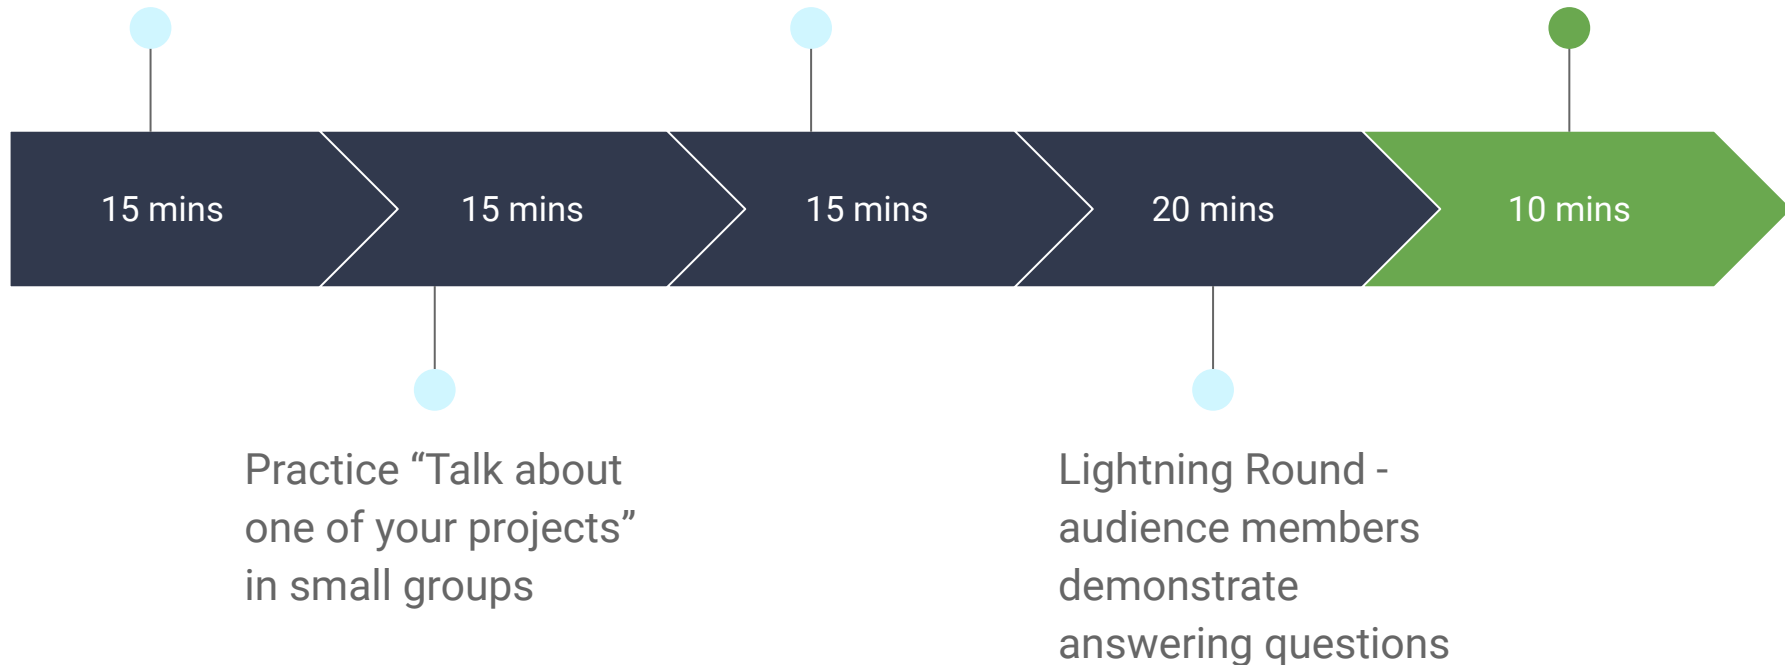 15 mins
15 mins
15 mins
20 mins
10 mins
Practice “Talk about
one of your projects”
in small groups
Lightning Round -
audience members
demonstrate
answering questions